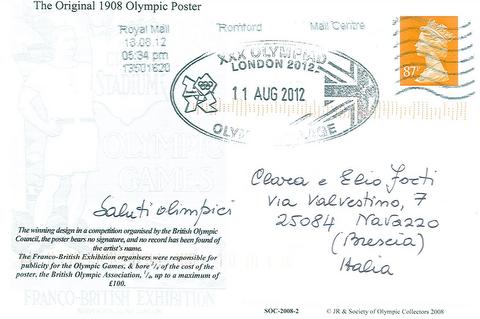 The Original 1908 Olympic Poster
Royal Mail
Romford
Mail Centre
05:34 pm
XXX OLYMPIAD
LONDON 2012
11 AUG 2012
87
STADIUM
OLYMPIC
GAMES
Saluti olimpici
Clara e Elio Forti
Via Valvestino, 7
25084 Navazzo
(Brescia)
Italia
The winning design in a competition organised by the British Olympic
Council, the poster bears no signature, and no record has been found of
the artist's name.
The Franco-British Exhibition organisers were responsible for
publicity for the Olympic Games, & bore ¾ of the cost of the
poster, the British Olympic Association, ¼, up to a maximum of
£100.
FRANCO-BRITISH EXHIBITION
SOC-2008-2
© JR & Society of Olympic Collectors 2008